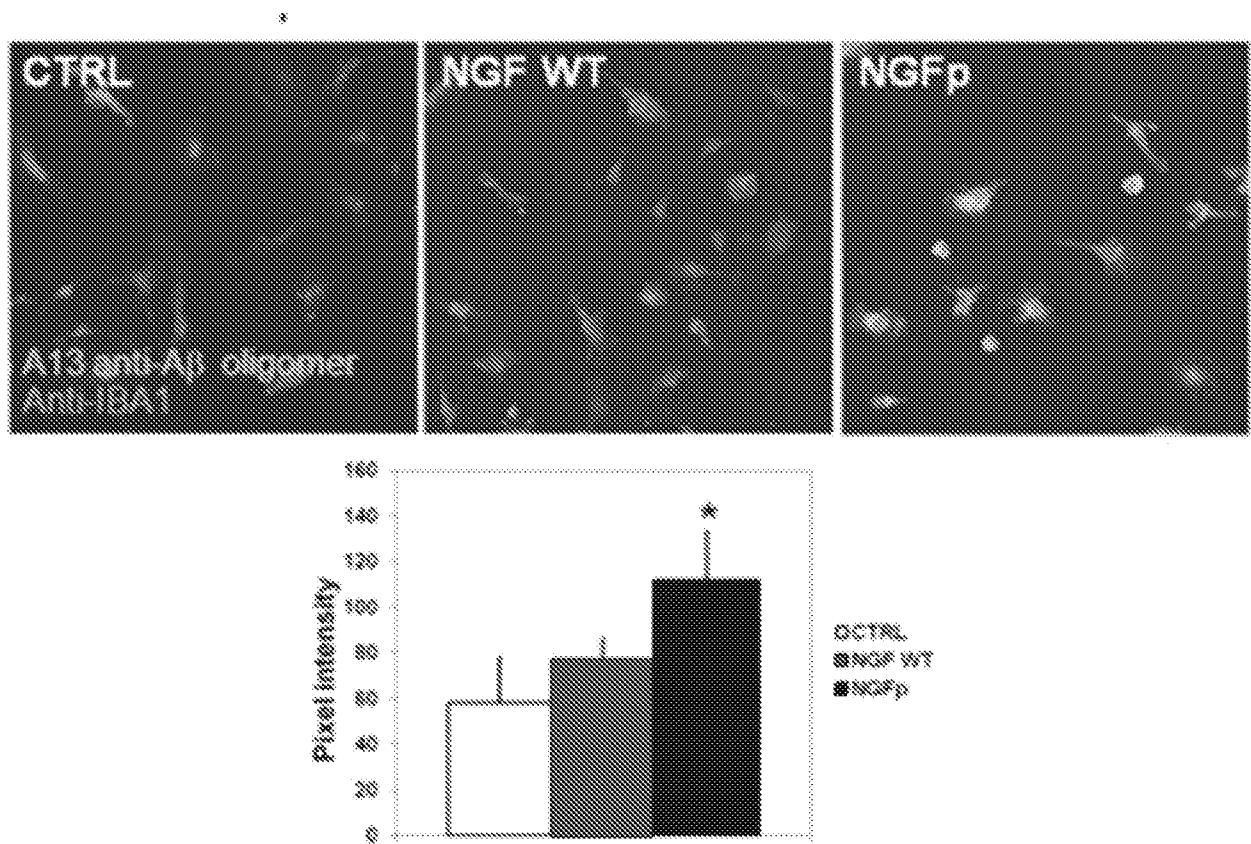 CTRL
NGF WT
NGFp
A13 anti-Aβ oligomer
Anti-IBA1
160
140
120
100
80
60
40
20
0
Pixel intensity
*
CTRL
NGF WT
NGFp